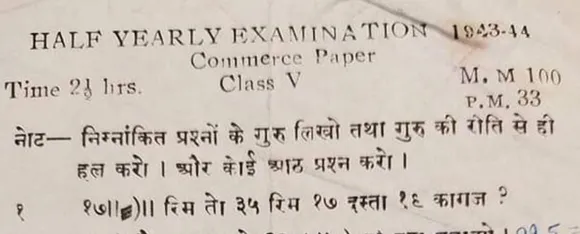 HALF YEARLY EXAMINATION 1943-44
Commerce Paper
Time 2½ hrs. Class V M. M 100
P.M. 33
नोट— निम्नांकित प्रश्नों के गुरु लिखो तथा गुरु की रीति से ही
हल करो । और कोई आठ प्रश्न करो ।
१ १७॥)॥ रिम तो ३५ रिम १७ दस्ता १६ कागज ?